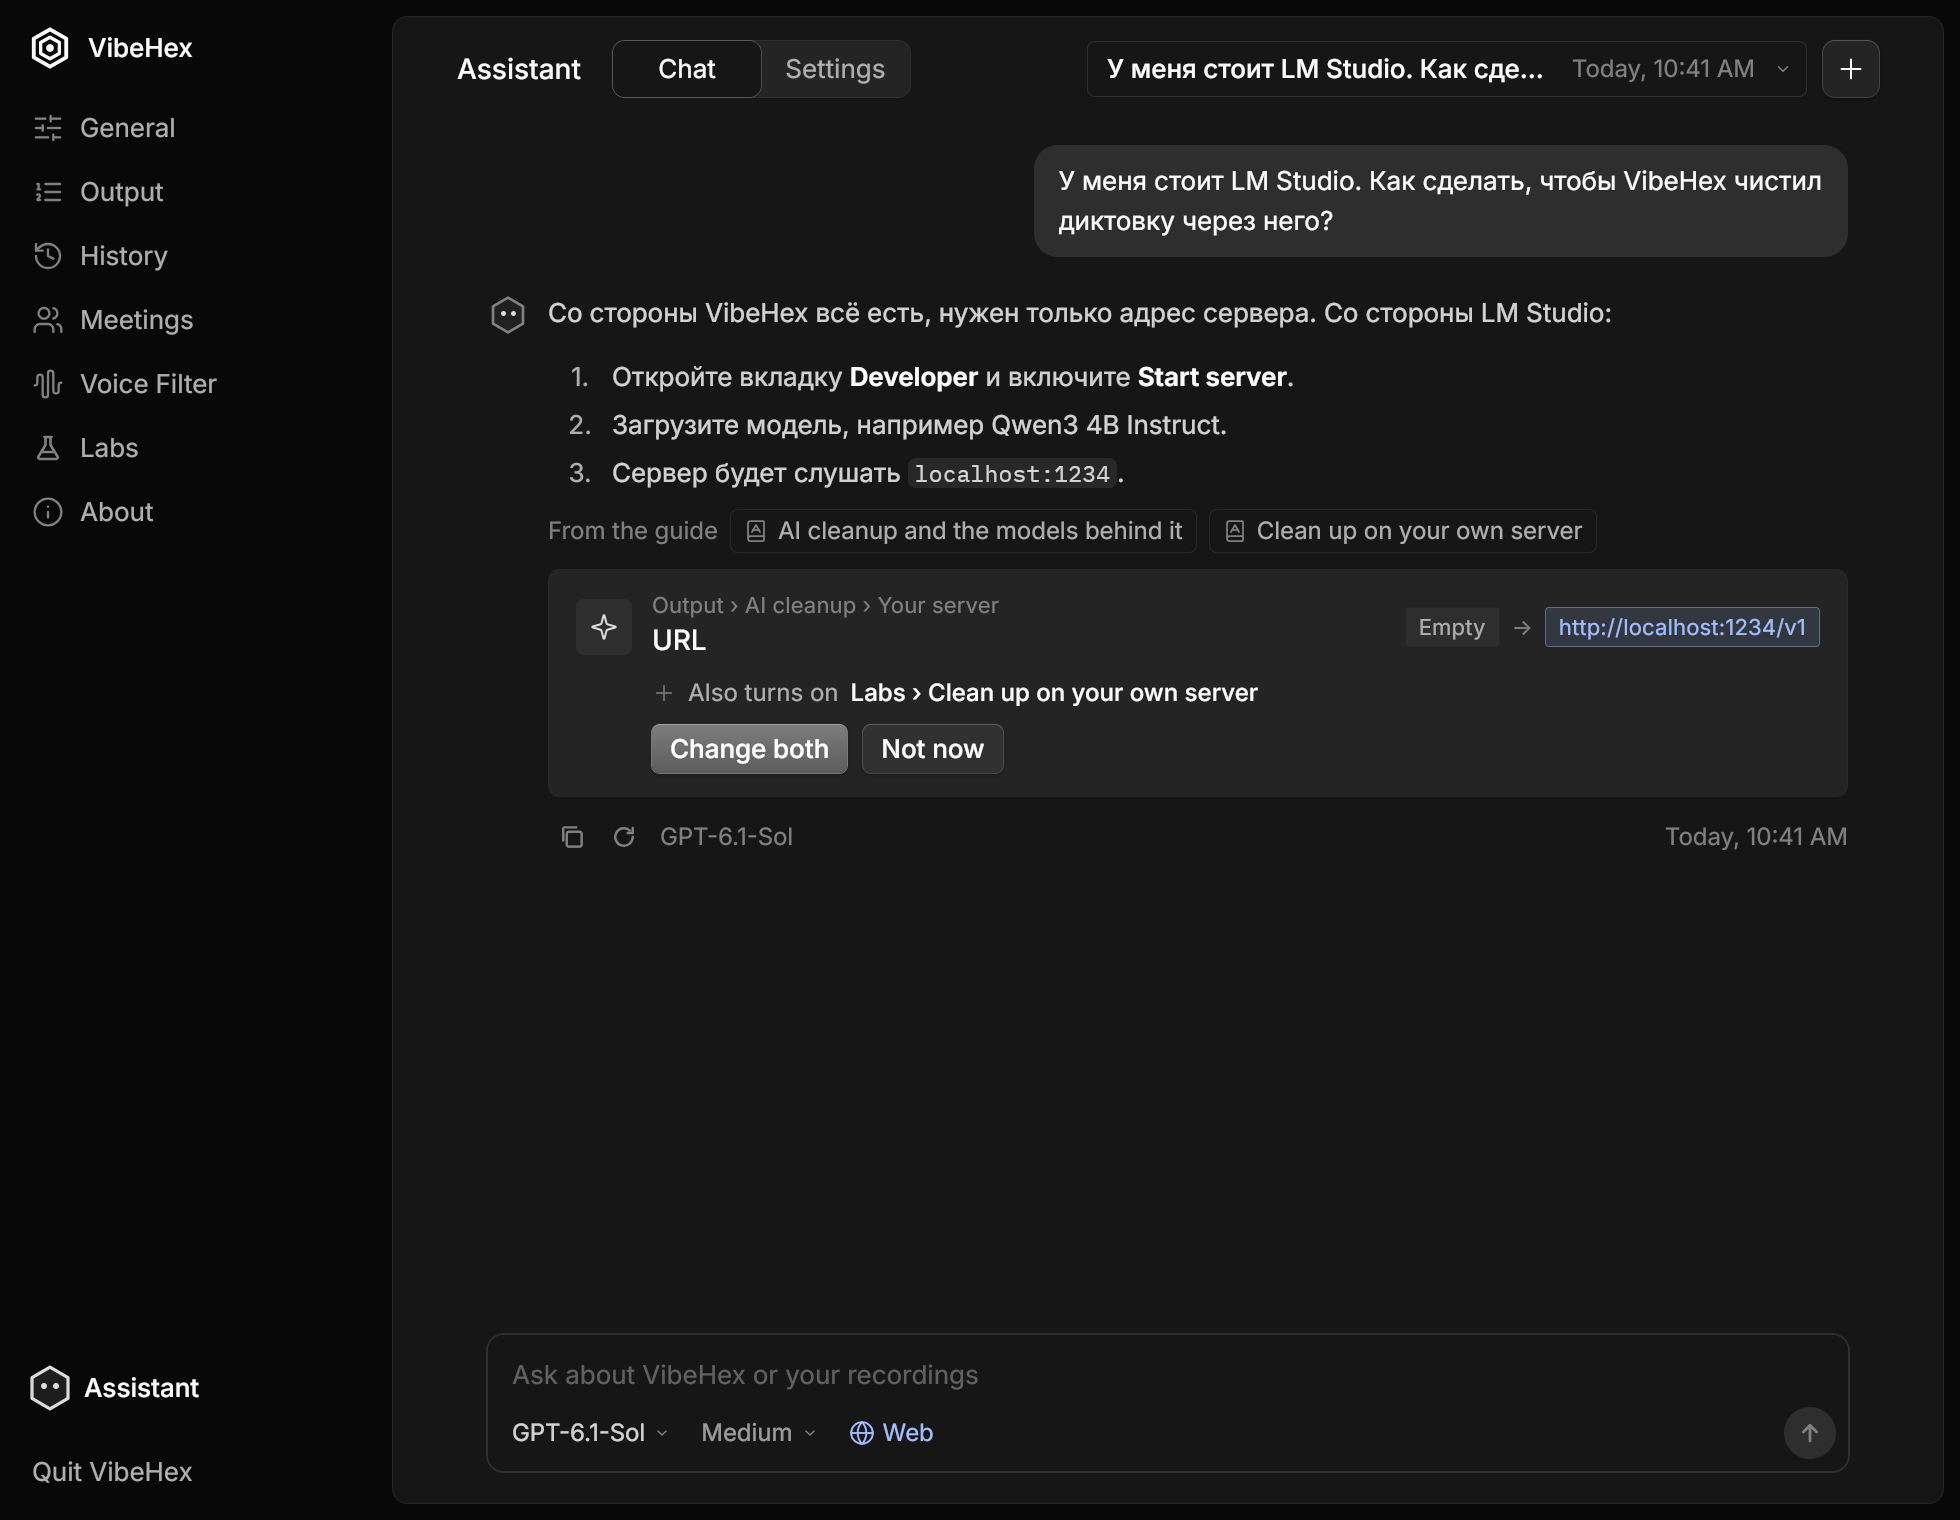 VibeHex
General
Output
History
Meetings
Voice Filter
Labs
About
Assistant
Quit VibeHex
Assistant
Chat
Settings
У меня стоит LM Studio. Как сде...
Today, 10:41 AM
У меня стоит LM Studio. Как сделать, чтобы VibeHex чистил
диктовку через него?
Со стороны VibeHex всё есть, нужен только адрес сервера. Со стороны LM Studio:
1. Откройте вкладку Developer и включите Start server.
2. Загрузите модель, например Qwen3 4B Instruct.
3. Сервер будет слушать localhost:1234.
From the guide
AI cleanup and the models behind it
Clean up on your own server
Output › AI cleanup › Your server
URL
Empty → http://localhost:1234/v1
+ Also turns on Labs › Clean up on your own server
Change both
Not now
GPT-6.1-Sol
Today, 10:41 AM
Ask about VibeHex or your recordings
GPT-6.1-Sol
Medium
Web